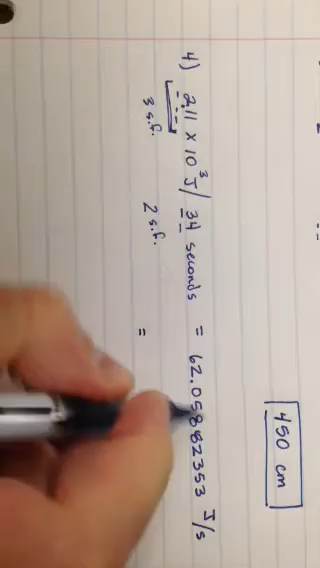 450 cm
4) 2.11 x 10³ J / 34 seconds = 62.05882353 J/s
3 s.f. 2 s.f. =